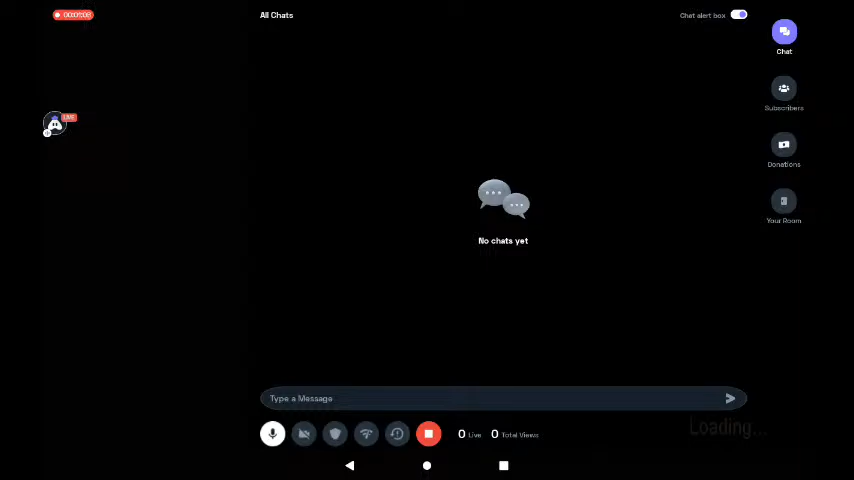 00:01:08
All Chats
Chat alert box
Chat
LIVE
Subscribers
Donations
Your Room
No chats yet
Type a Message
0 Live 0 Total Views
Loading...